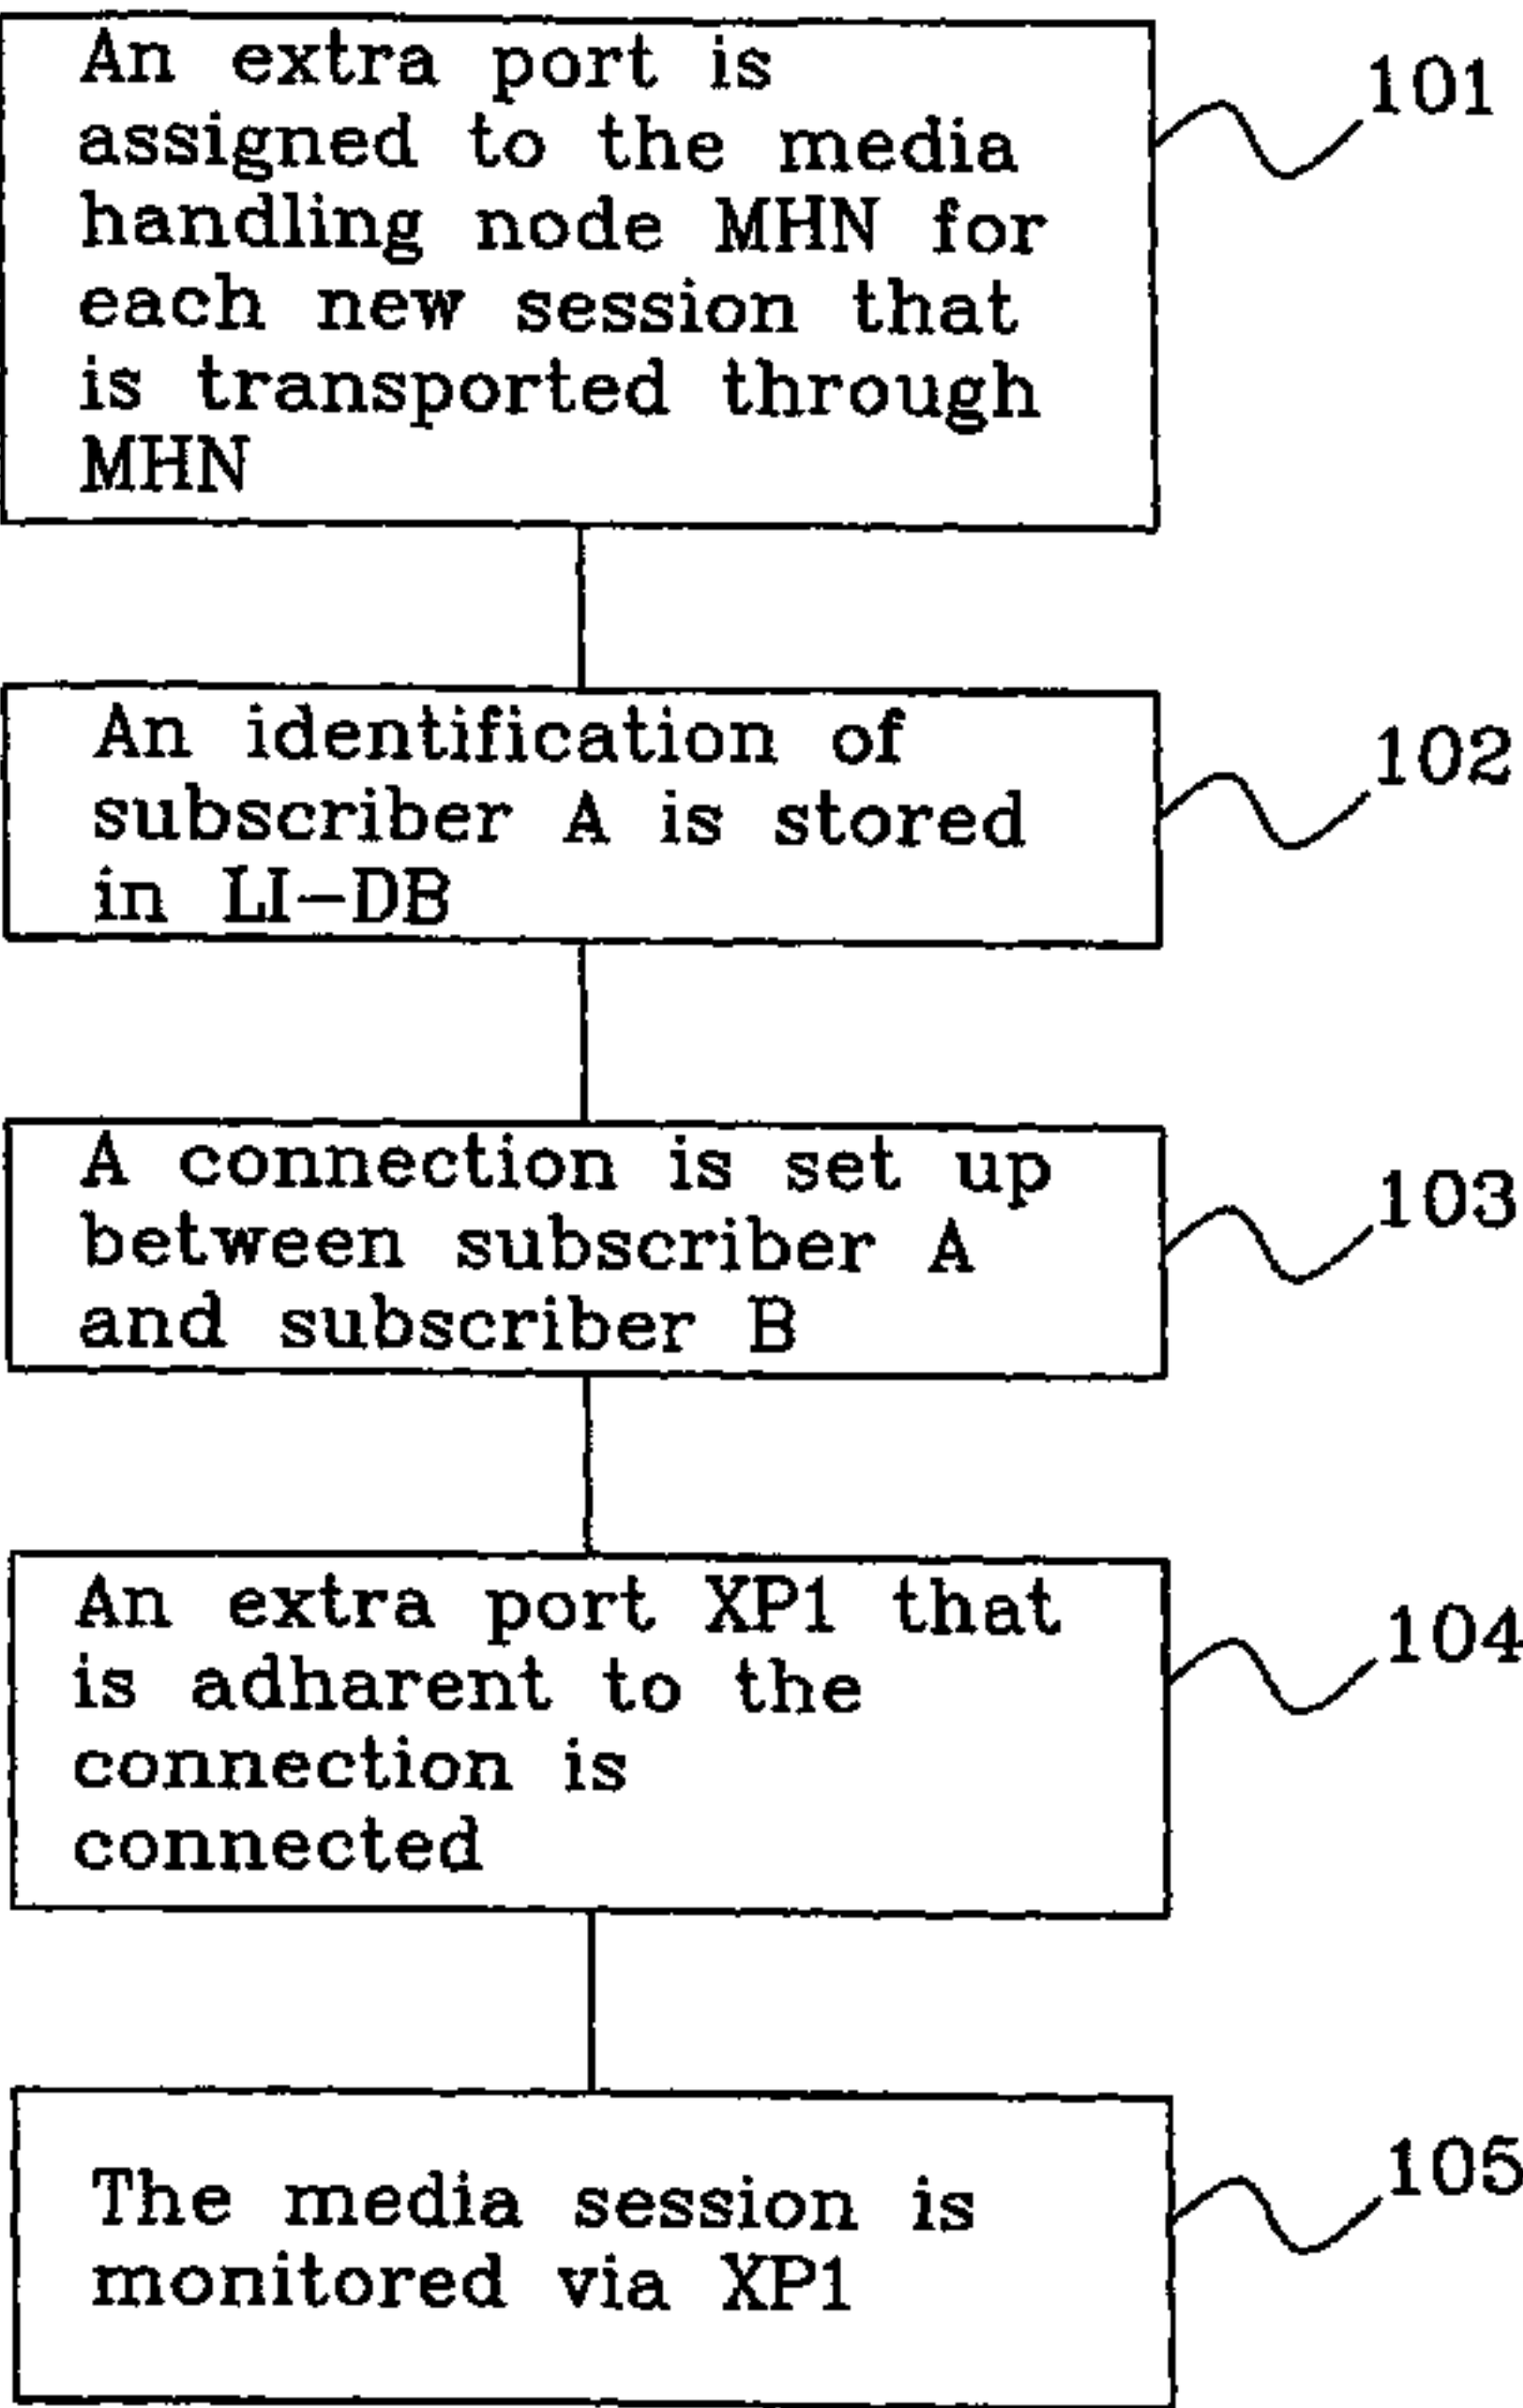 An extra port is
assigned to the media
handling node MHN for
each new session that
is transported through
MHN
101
An identification of
subscriber A is stored
in LI-DB
102
A connection is set up
between subscriber A
and subscriber B
103
An extra port XP1 that
is adharent to the
connection is
connected
104
The media session is
monitored via XP1
105